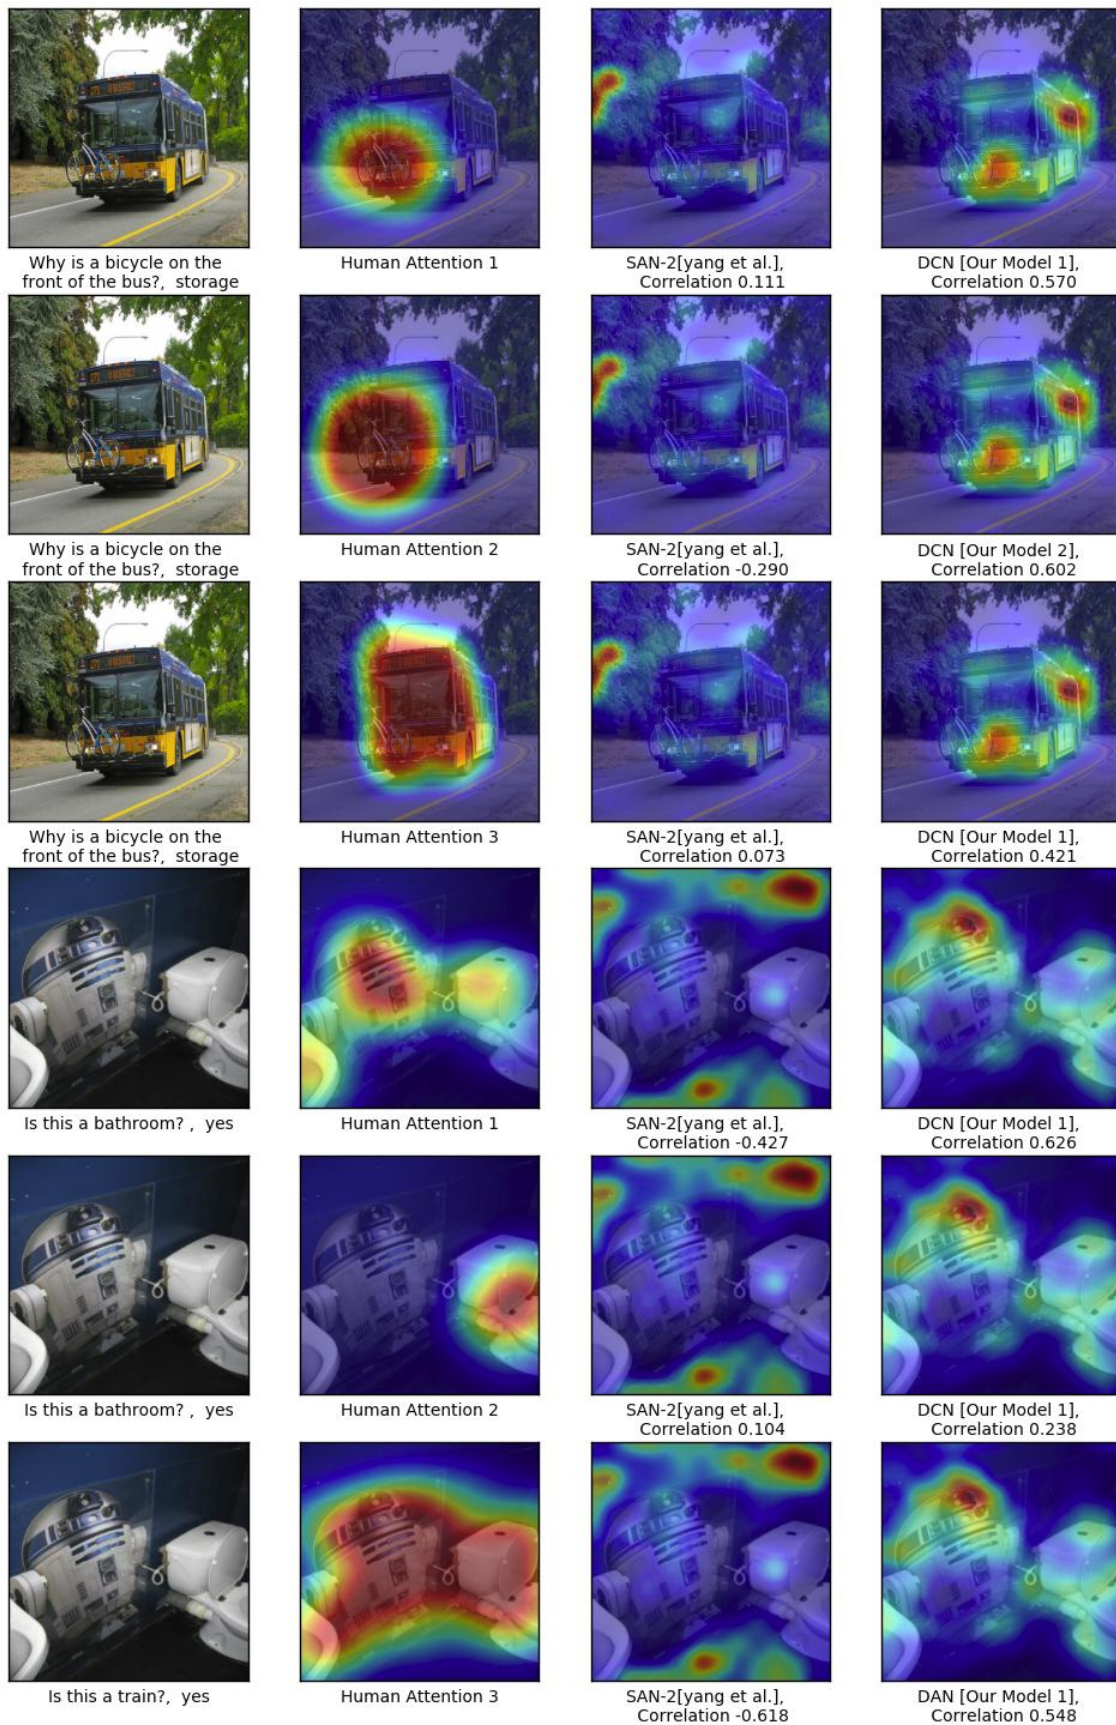 Why is a bicycle on the
front of the bus?,  storage
Human Attention 1
SAN-2[yang et al.],
Correlation 0.111
DCN [Our Model 1],
Correlation 0.570
Why is a bicycle on the
front of the bus?,  storage
Human Attention 2
SAN-2[yang et al.],
Correlation -0.290
DCN [Our Model 2],
Correlation 0.602
Why is a bicycle on the
front of the bus?,  storage
Human Attention 3
SAN-2[yang et al.],
Correlation 0.073
DCN [Our Model 1],
Correlation 0.421
Is this a bathroom? ,  yes
Human Attention 1
SAN-2[yang et al.],
Correlation -0.427
DCN [Our Model 1],
Correlation 0.626
Is this a bathroom? ,  yes
Human Attention 2
SAN-2[yang et al.],
Correlation 0.104
DCN [Our Model 1],
Correlation 0.238
Is this a train?,  yes
Human Attention 3
SAN-2[yang et al.],
Correlation -0.618
DAN [Our Model 1],
Correlation 0.548